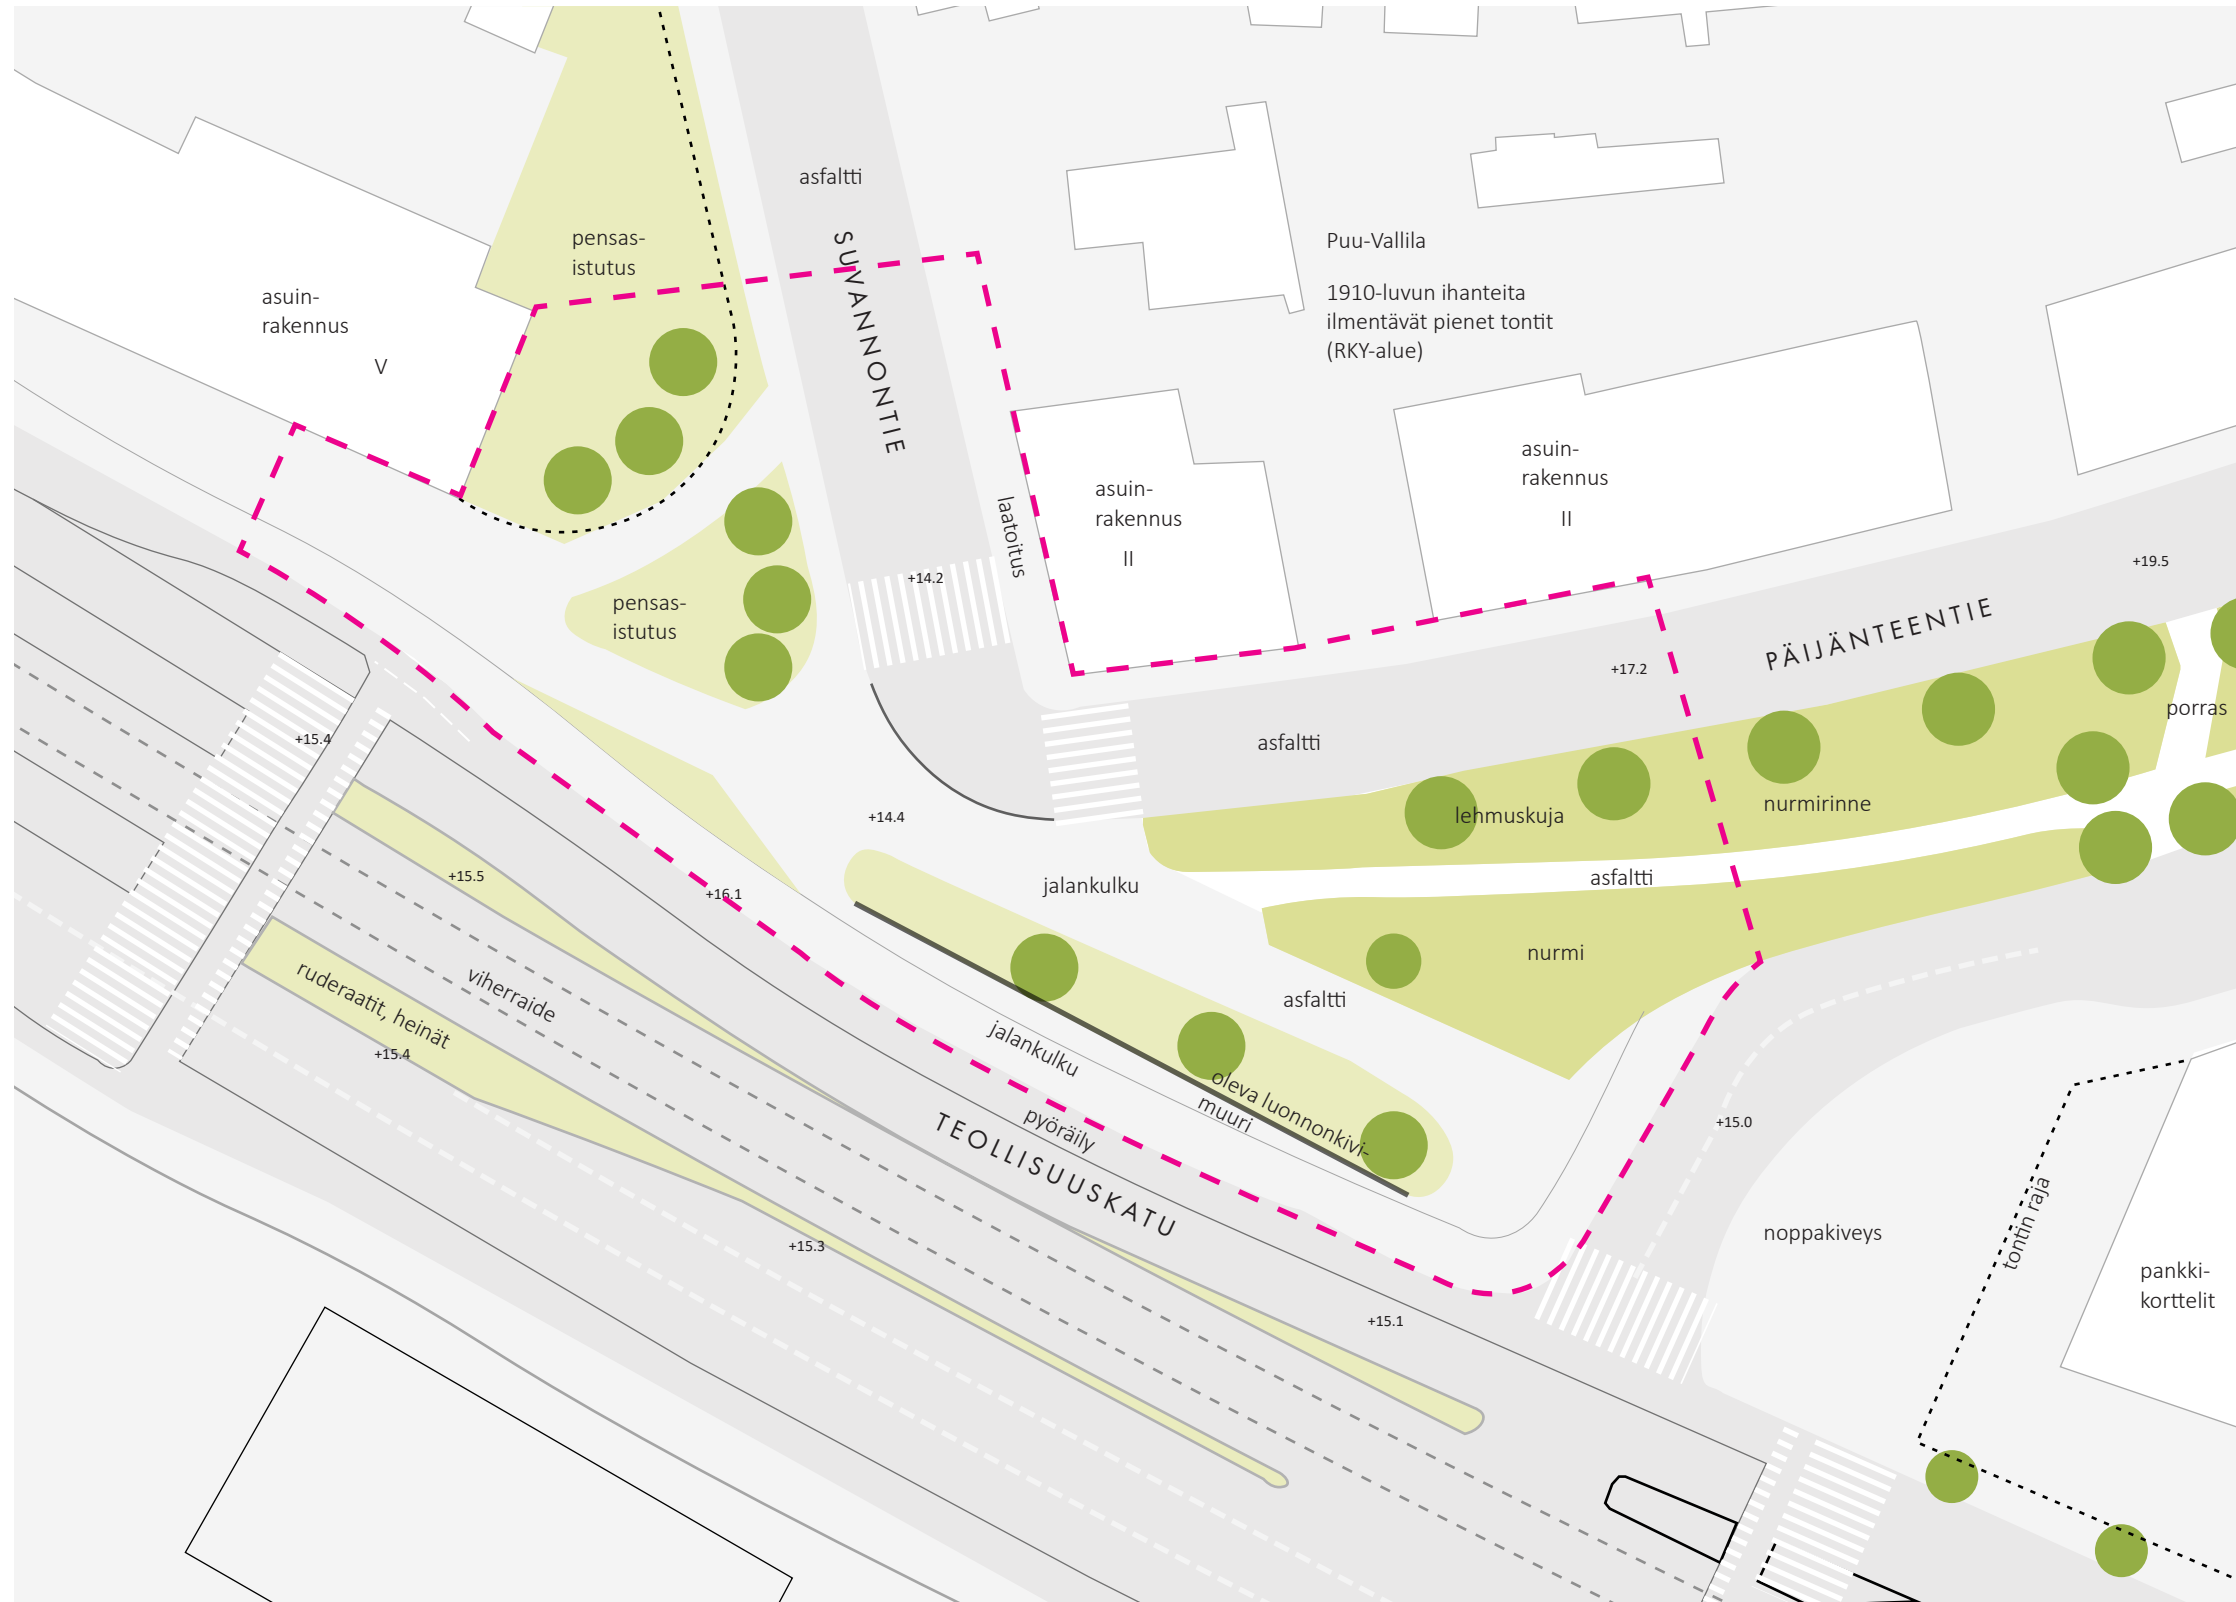 asfaltti
SUVANNONTIE
pensas-
istutus
Puu-Vallila
1910-luvun ihanteita
ilmentävät pienet tontit
(RKY-alue)
asuin-
rakennus
V
asuin-
rakennus
II
asuin-
rakennus
II
laatoitus
+14.2
+19.5
pensas-
istutus
PÄIJÄNTEENTIE
+17.2
porras
+15.4
asfaltti
nurmirinne
lehmuskuja
+14.4
+15.5
+16.1
jalankulku
asfaltti
nurmi
viherraide
ruderaatit, heinät
+15.4
asfaltti
jalankulku
pyöräily
oleva luonnonkivi-
muuri
TEOLLISUUSKATU
+15.0
+15.3
noppakiveys
tontin raja
pankki-
korttelit
+15.1